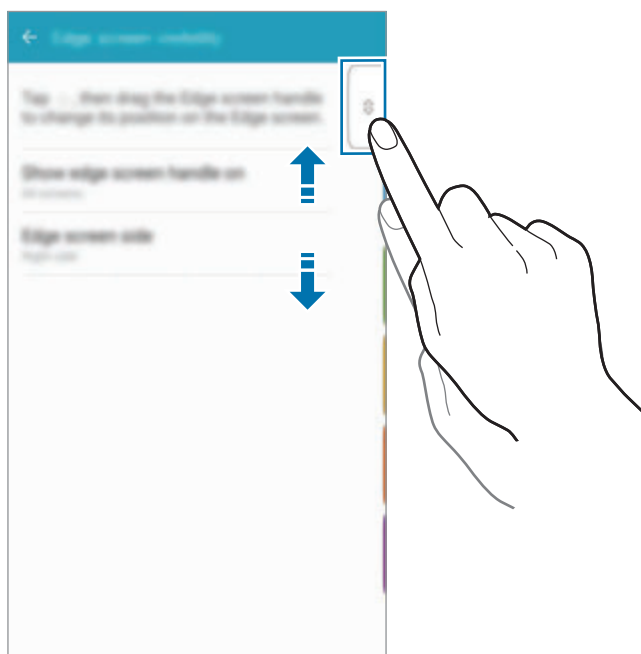 Edge screen visibility
Tap , then drag the Edge screen handle
to change its position on the Edge screen.
Show edge screen handle on
All screens
Edge screen side
Right side